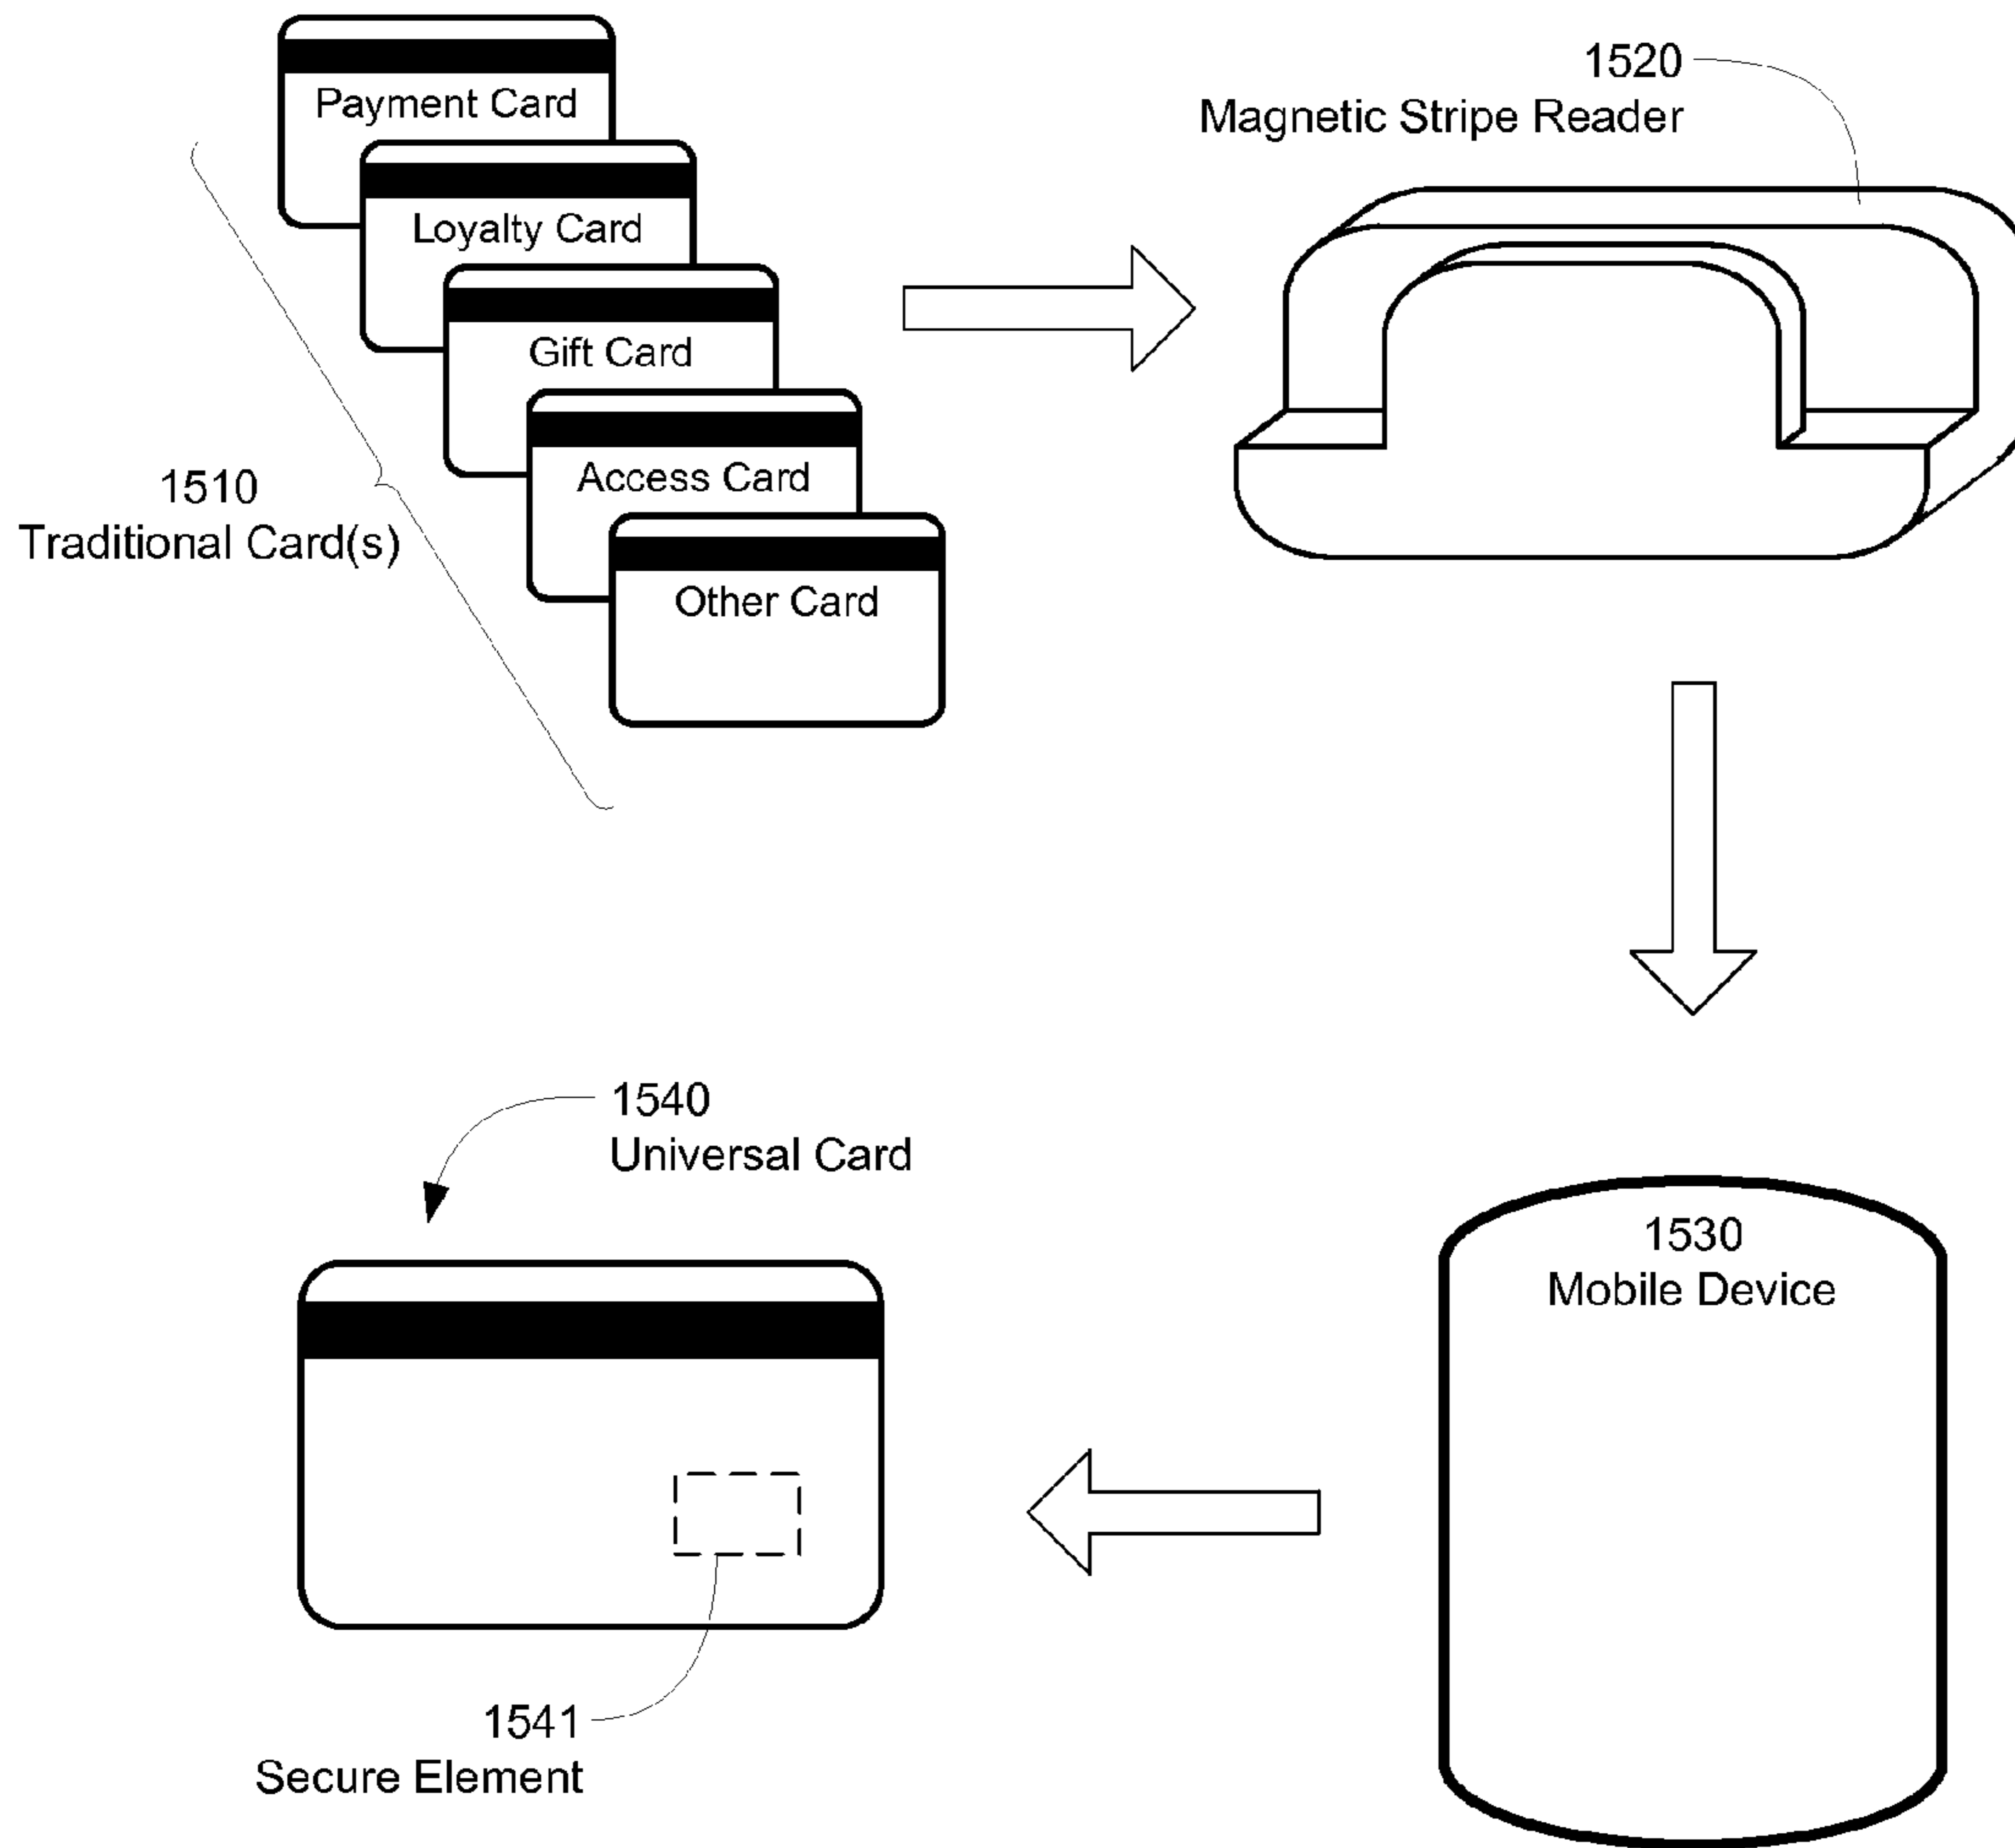 Payment Card
Loyalty Card
Gift Card
Access Card
Other Card
1510
Traditional Card(s)
1520
Magnetic Stripe Reader
1530
Mobile Device
1540
Universal Card
1541
Secure Element